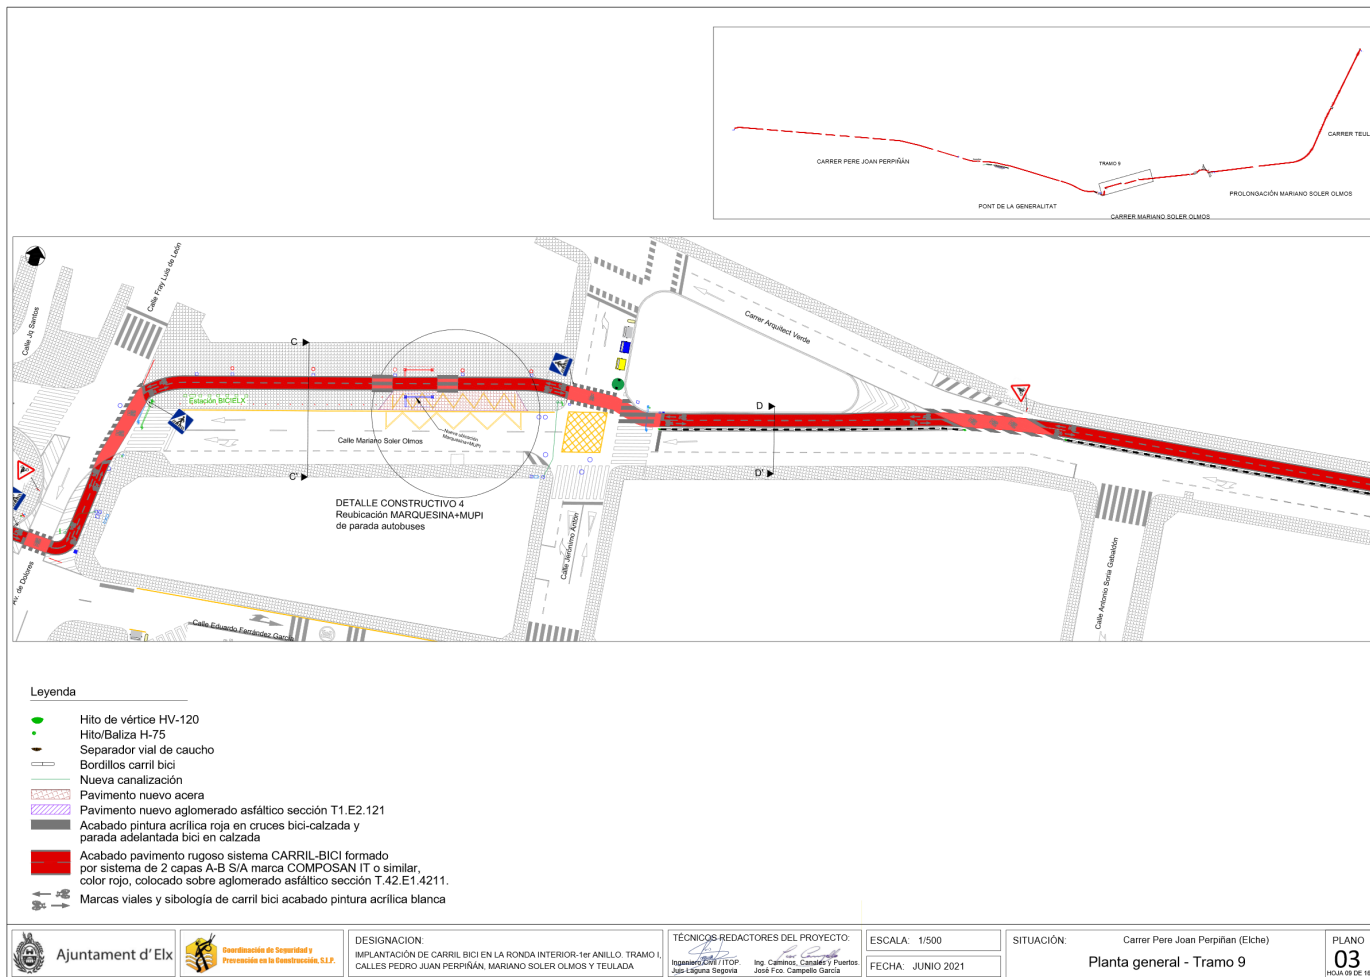 CARRER TEUL
CARRER PERE JOAN PERPIÑÁN
TRAMO 9
PROLONGACIÓN MARIANO SOLER OLMOS
PONT DE LA GENERALITAT
CARRER MARIANO SOLER OLMOS
Calle Jq Santos
Calle Fray Luis de León
C
Carrer Arquitect Verde
Estación BICIELX
D
Nueva ubicación
Marquesina+MUPI
Calle Mariano Soler Olmos
C'
D'
DETALLE CONSTRUCTIVO 4
Reubicación MARQUESINA+MUPI
de parada autobuses
Calle Jerónimo Antón
Calle Antonio Soria Gabaldón
Av. de Dolores
Calle Eduardo Ferrández García
Leyenda
Hito de vértice HV-120
Hito/Baliza H-75
Separador vial de caucho
Bordillos carril bici
Nueva canalización
Pavimento nuevo acera
Pavimento nuevo aglomerado asfáltico sección T1.E2.121
Acabado pintura acrílica roja en cruces bici-calzada y
parada adelantada bici en calzada
Acabado pavimento rugoso sistema CARRIL-BICI formado
por sistema de 2 capas A-B S/A marca COMPOSAN IT o similar,
color rojo, colocado sobre aglomerado asfáltico sección T.42.E1.4211.
Marcas viales y sibología de carril bici acabado pintura acrílica blanca
Ajuntament d'Elx
Coordinación de Seguridad y
Prevención en la Construcción, S.L.P.
DESIGNACION:
IMPLANTACIÓN DE CARRIL BICI EN LA RONDA INTERIOR-1er ANILLO. TRAMO I,
CALLES PEDRO JUAN PERPIÑÁN, MARIANO SOLER OLMOS Y TEULADA
TÉCNICOS REDACTORES DEL PROYECTO:
Ingeniero Civil / ITOP.
Juis Laguna Segovia
Ing. Caminos, Canales y Puertos.
José Fco. Campello García
ESCALA: 1/500
FECHA: JUNIO 2021
SITUACIÓN:
Carrer Pere Joan Perpiñan (Elche)
Planta general - Tramo 9
PLANO
03
HOJA 09 DE 18